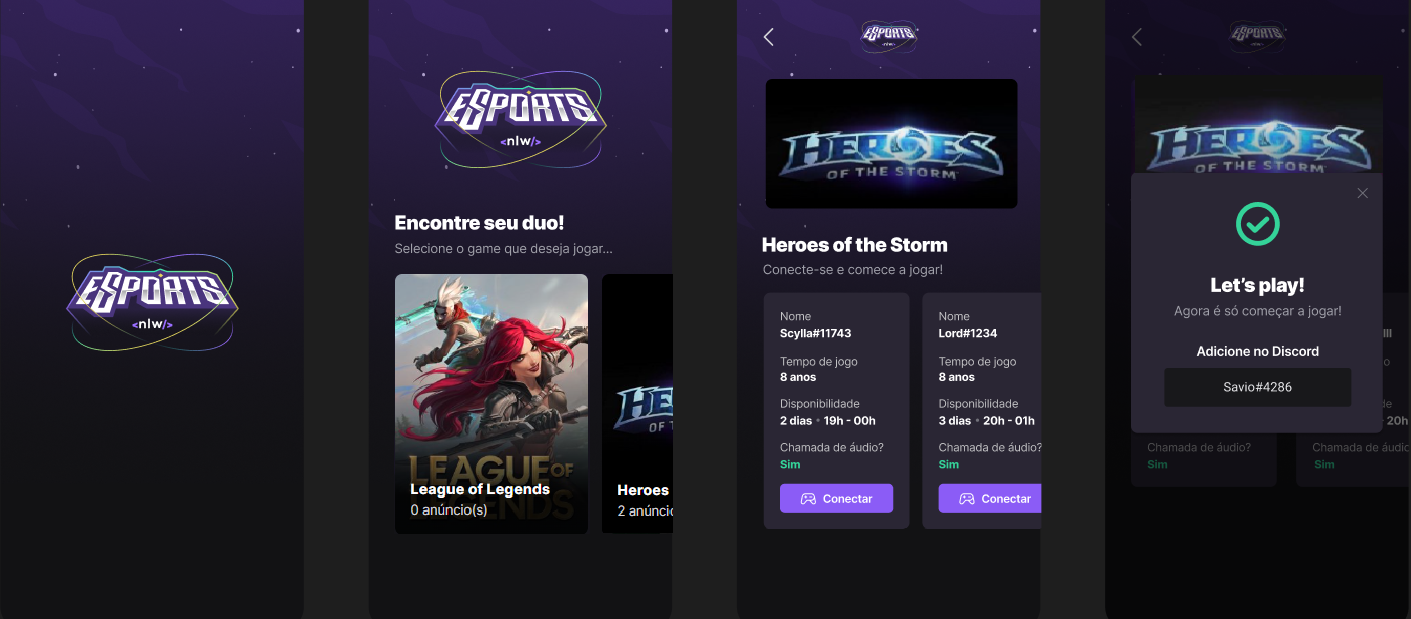 ESPORTS
<nlw/>
ESPORTS
<nlw/>
Encontre seu duo!
Selecione o game que deseja jogar...
LEAGUE OF
LEGENDS
League of Legends
0 anúncio(s)
HE
OF T
Heroes
2 anúnci
ESPORTS
<nlw/>
HEROES
OF THE STORM
Heroes of the Storm
Conecte-se e comece a jogar!
Nome
Scylla#11743
Tempo de jogo
8 anos
Disponibilidade
2 dias • 19h - 00h
Chamada de áudio?
Sim
Conectar
Nome
Lord#1234
Tempo de jogo
8 anos
Disponibilidade
3 dias • 20h - 01h
Chamada de áudio?
Sim
Conectar
ESPORTS
<nlw/>
HEROES
OF THE STORM
Let's play!
Agora é só começar a jogar!
Adicione no Discord
Savio#4286
Chamada de áudio?
Sim
20h
Chamada de áudic
Sim